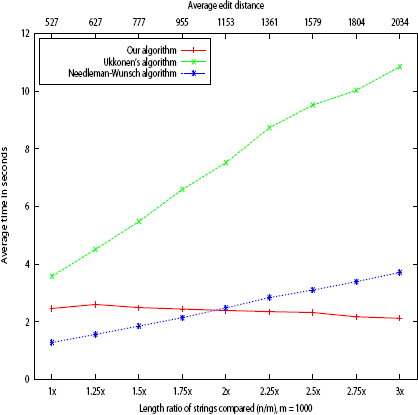 Average edit distance
527 627 777 955 1153 1361 1579 1804 2034
12
Our algorithm
Ukkonen's algorithm
Needleman-Wunsch algorithm
10
8
6
4
2
0
Average time in seconds
1x 1.25x 1.5x 1.75x 2x 2.25x 2.5x 2.75x 3x
Length ratio of strings compared (n/m), m = 1000